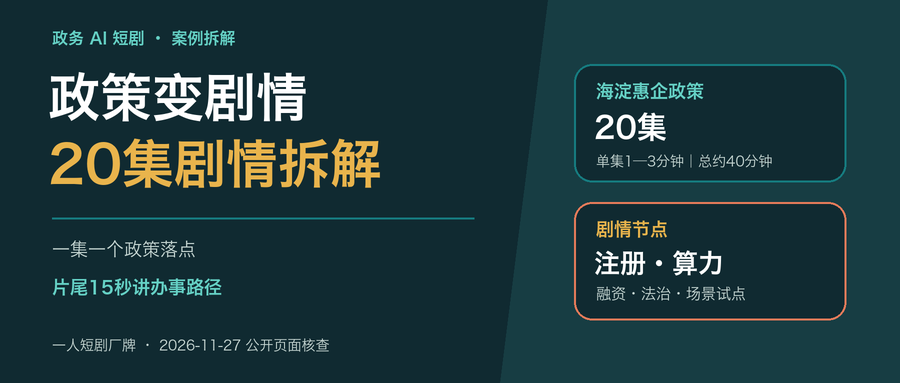 政务 AI 短剧 · 案例拆解
政策变剧情
20集剧情拆解
一集一个政策落点
片尾15秒讲办事路径
一人短剧厂牌 · 2026-11-27 公开页面核查
海淀惠企政策
20集
单集1—3分钟｜总约40分钟
剧情节点
注册·算力
融资·法治·场景试点